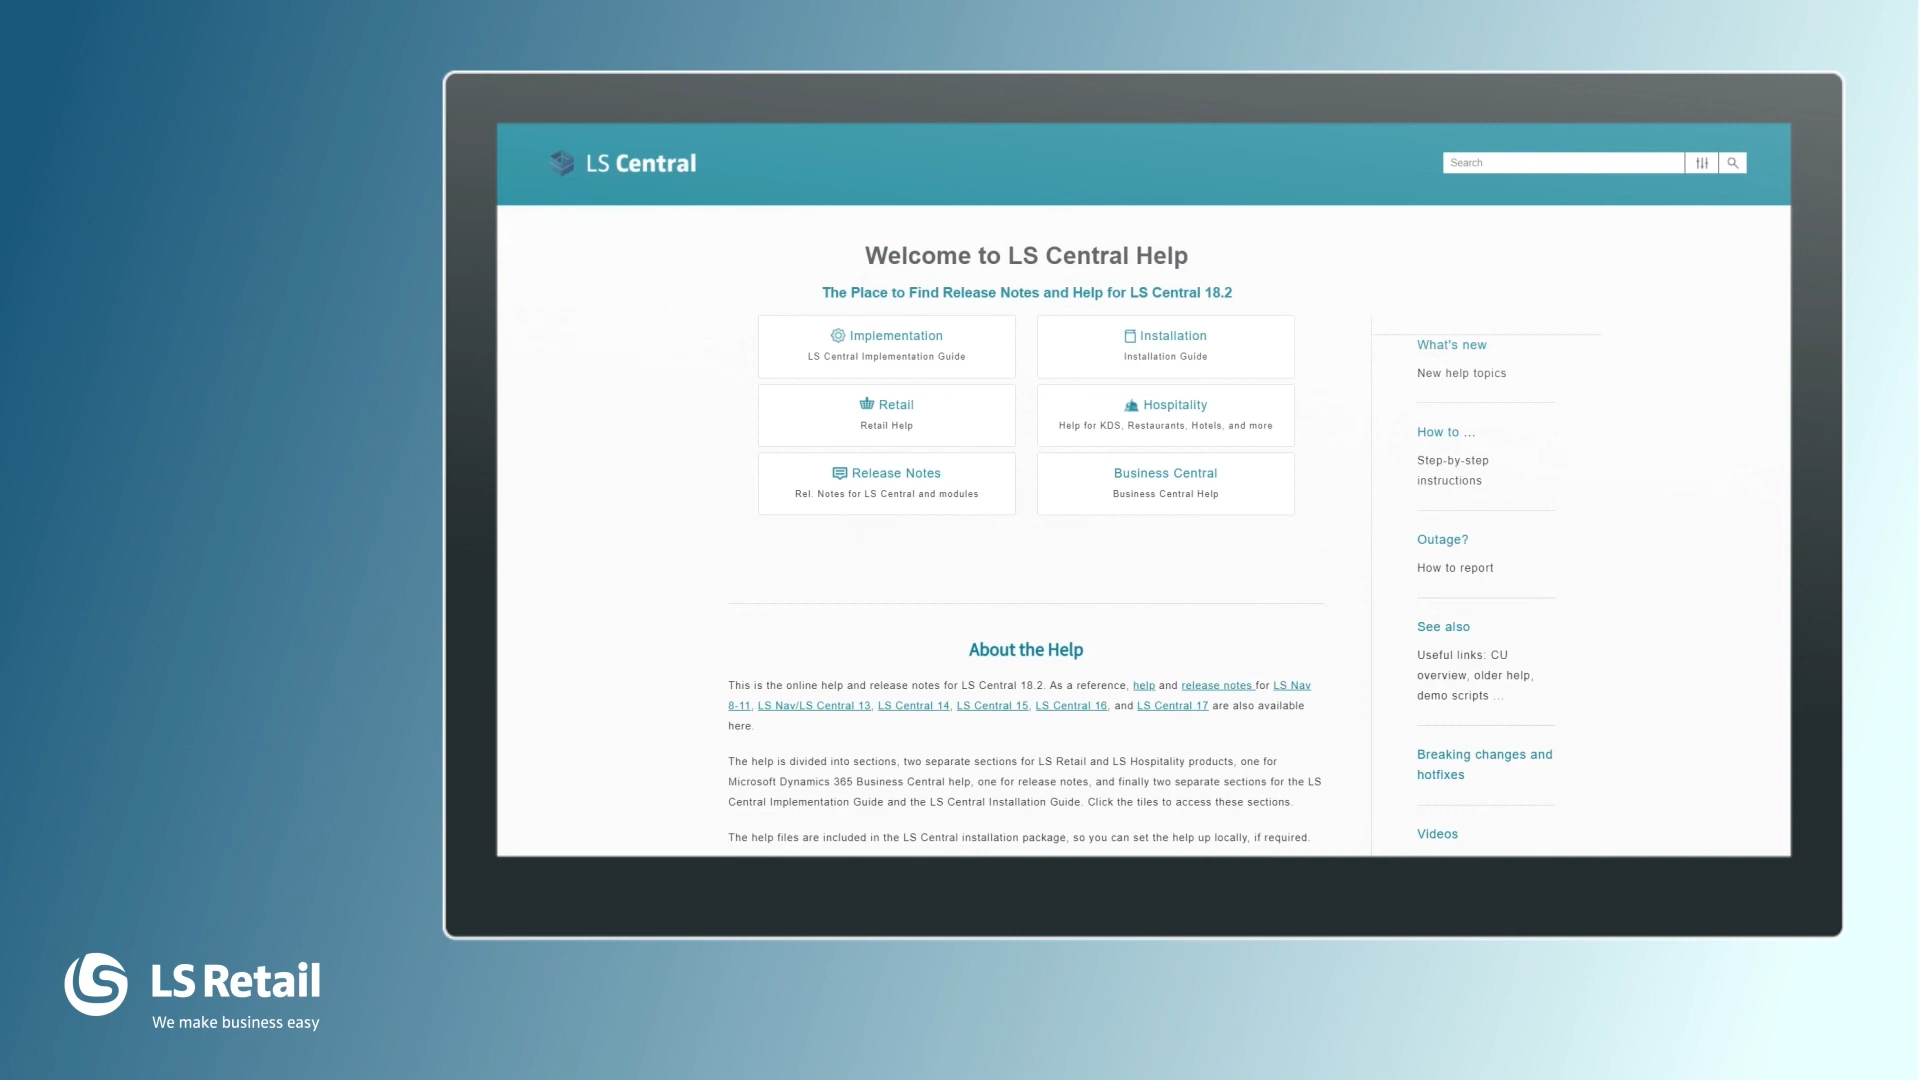 LS Central
Search
Welcome to LS Central Help
The Place to Find Release Notes and Help for LS Central 18.2
Implementation
LS Central Implementation Guide
Installation
Installation Guide
Retail
Retail Help
Hospitality
Help for KDS, Restaurants, Hotels, and more
Release Notes
Rel. Notes for LS Central and modules
Business Central
Business Central Help
About the Help
This is the online help and release notes for LS Central 18.2. As a reference, help and release notes for LS Nav
8-11, LS Nav/LS Central 13, LS Central 14, LS Central 15, LS Central 16, and LS Central 17 are also available
here.
The help is divided into sections, two separate sections for LS Retail and LS Hospitality products, one for
Microsoft Dynamics 365 Business Central help, one for release notes, and finally two separate sections for the LS
Central Implementation Guide and the LS Central Installation Guide. Click the tiles to access these sections.
The help files are included in the LS Central installation package, so you can set the help up locally, if required.
What's new
New help topics
How to ...
Step-by-step
instructions
Outage?
How to report
See also
Useful links: CU
overview, older help,
demo scripts ...
Breaking changes and
hotfixes
Videos
LS Retail
We make business easy